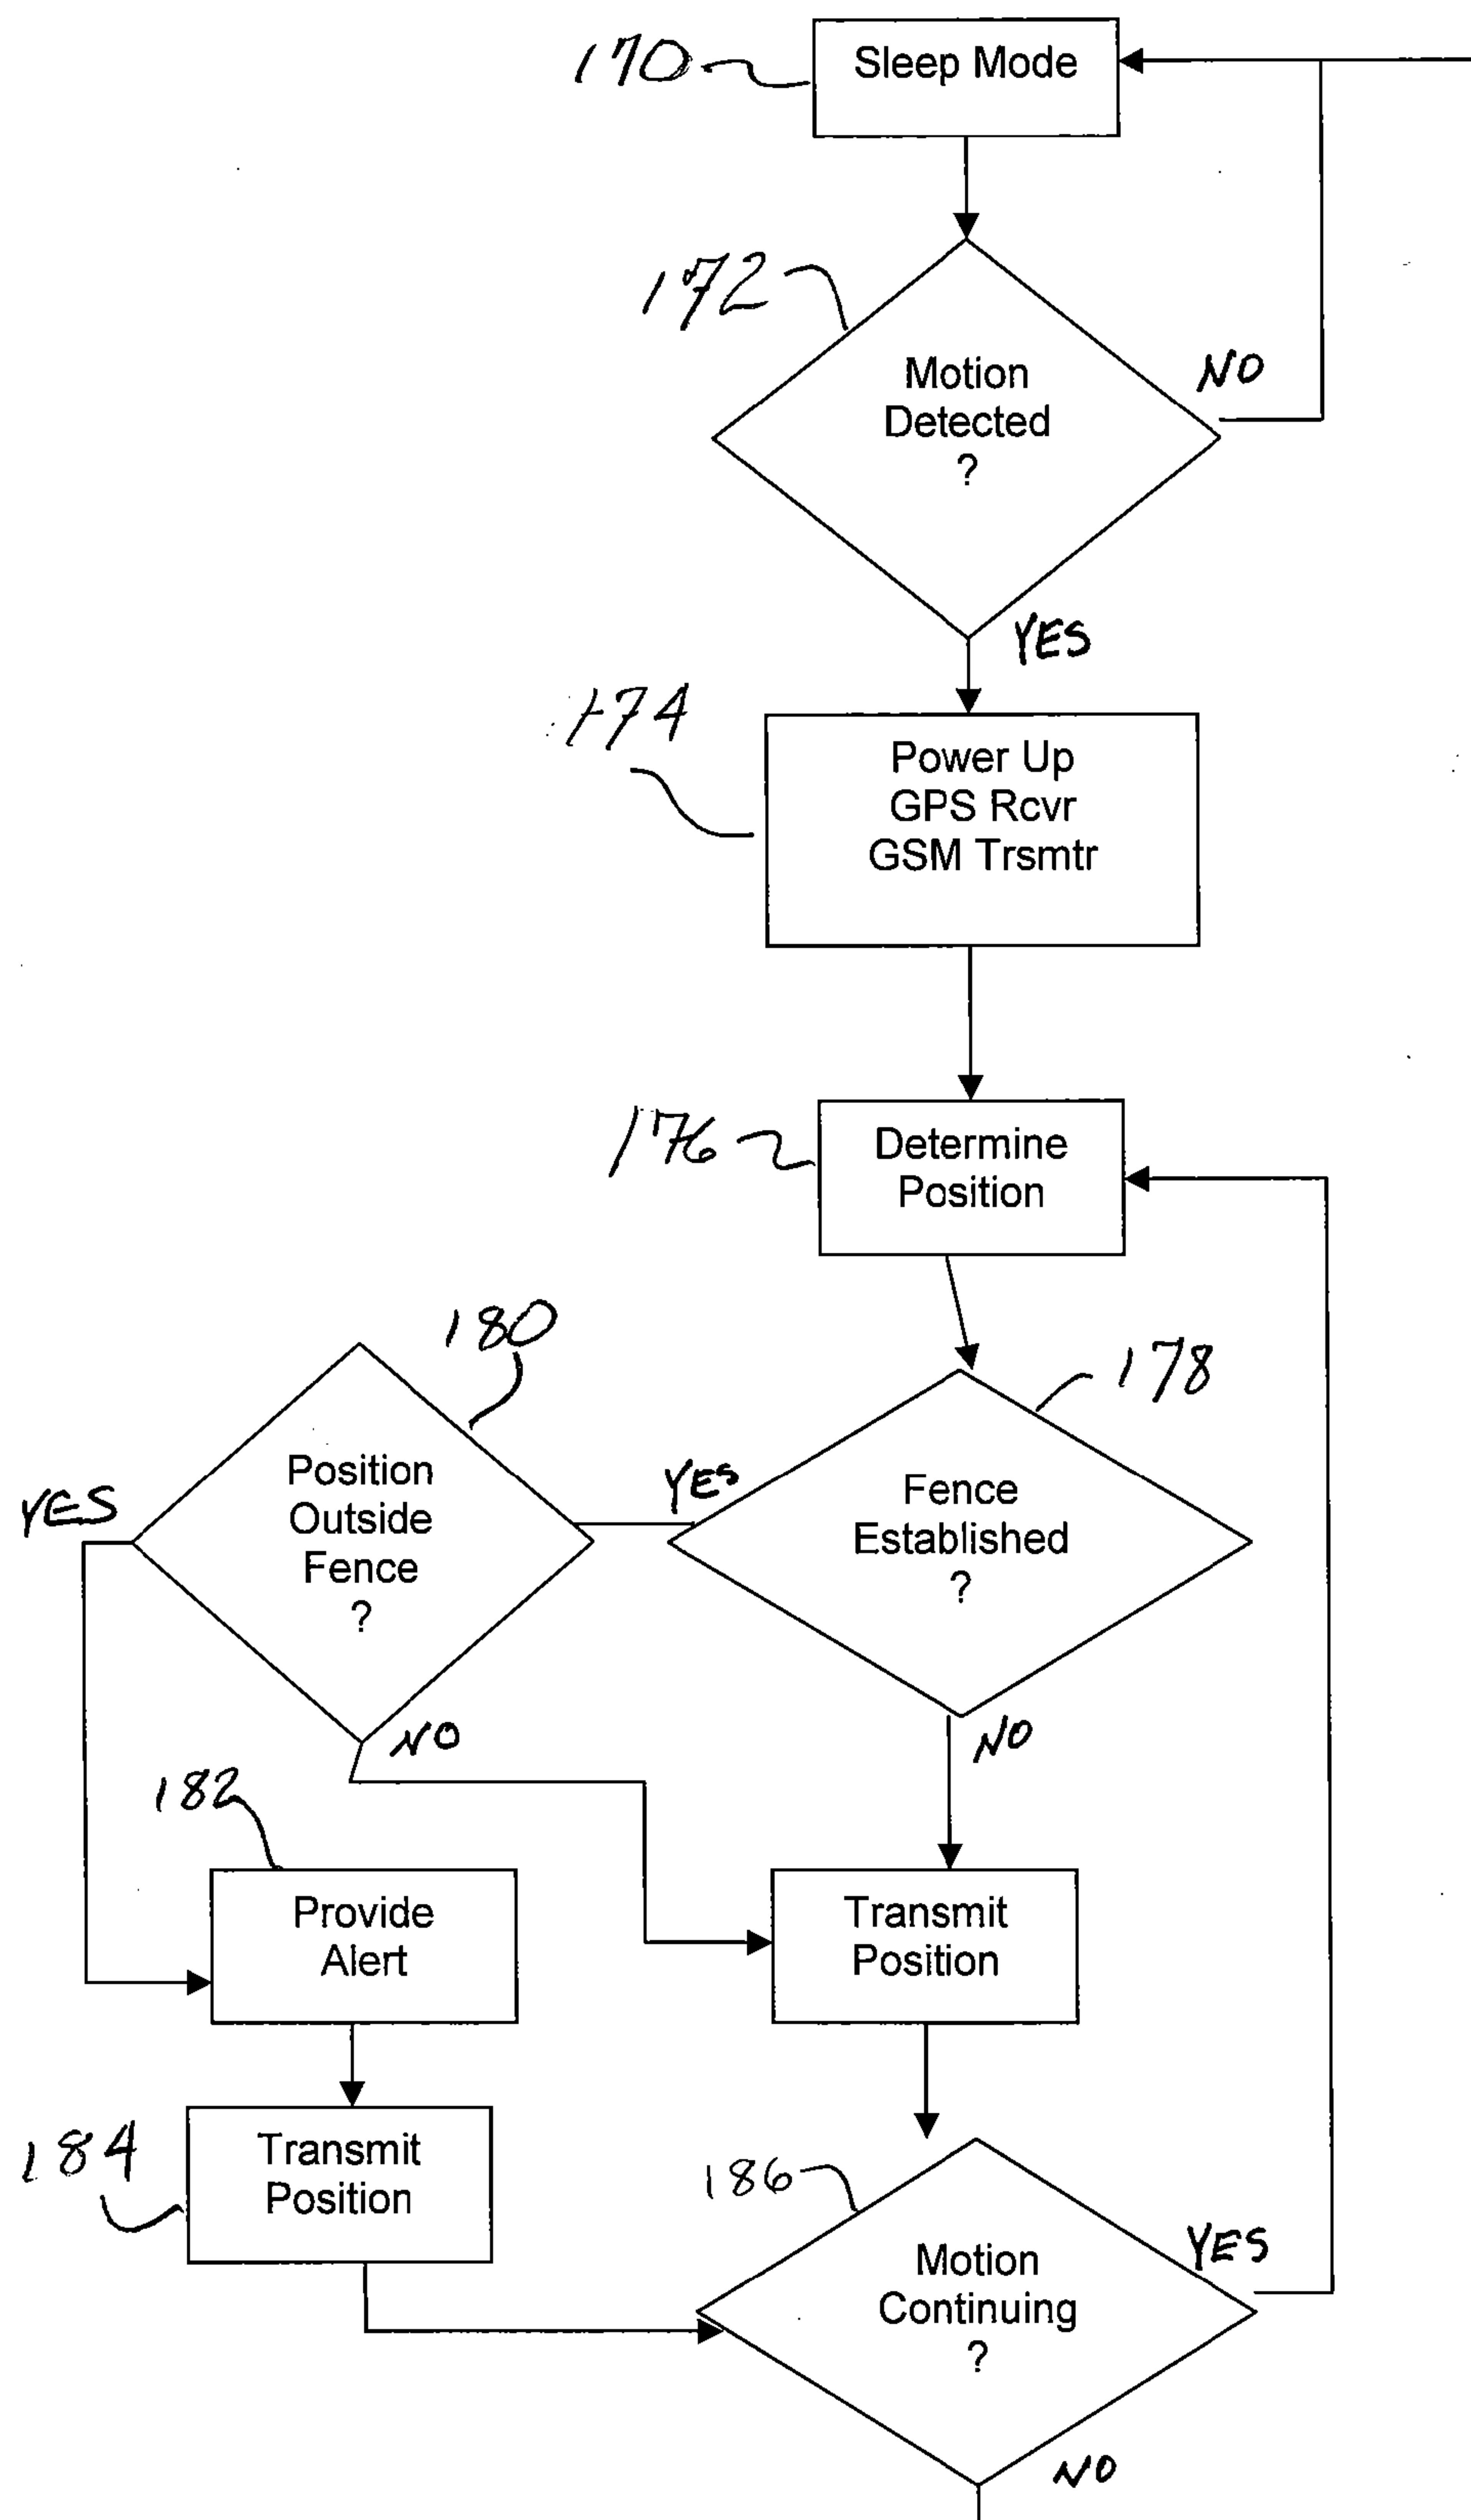 170
Sleep Mode
172
Motion
Detected
?
NO
YES
174
Power Up
GPS Rcvr
GSM Trsmtr
176
Determine
Position
180
178
Position
Outside
Fence
?
YES
YES
Fence
Established
?
NO
NO
182
Provide
Alert
Transmit
Position
184
Transmit
Position
186
Motion
Continuing
?
YES
NO